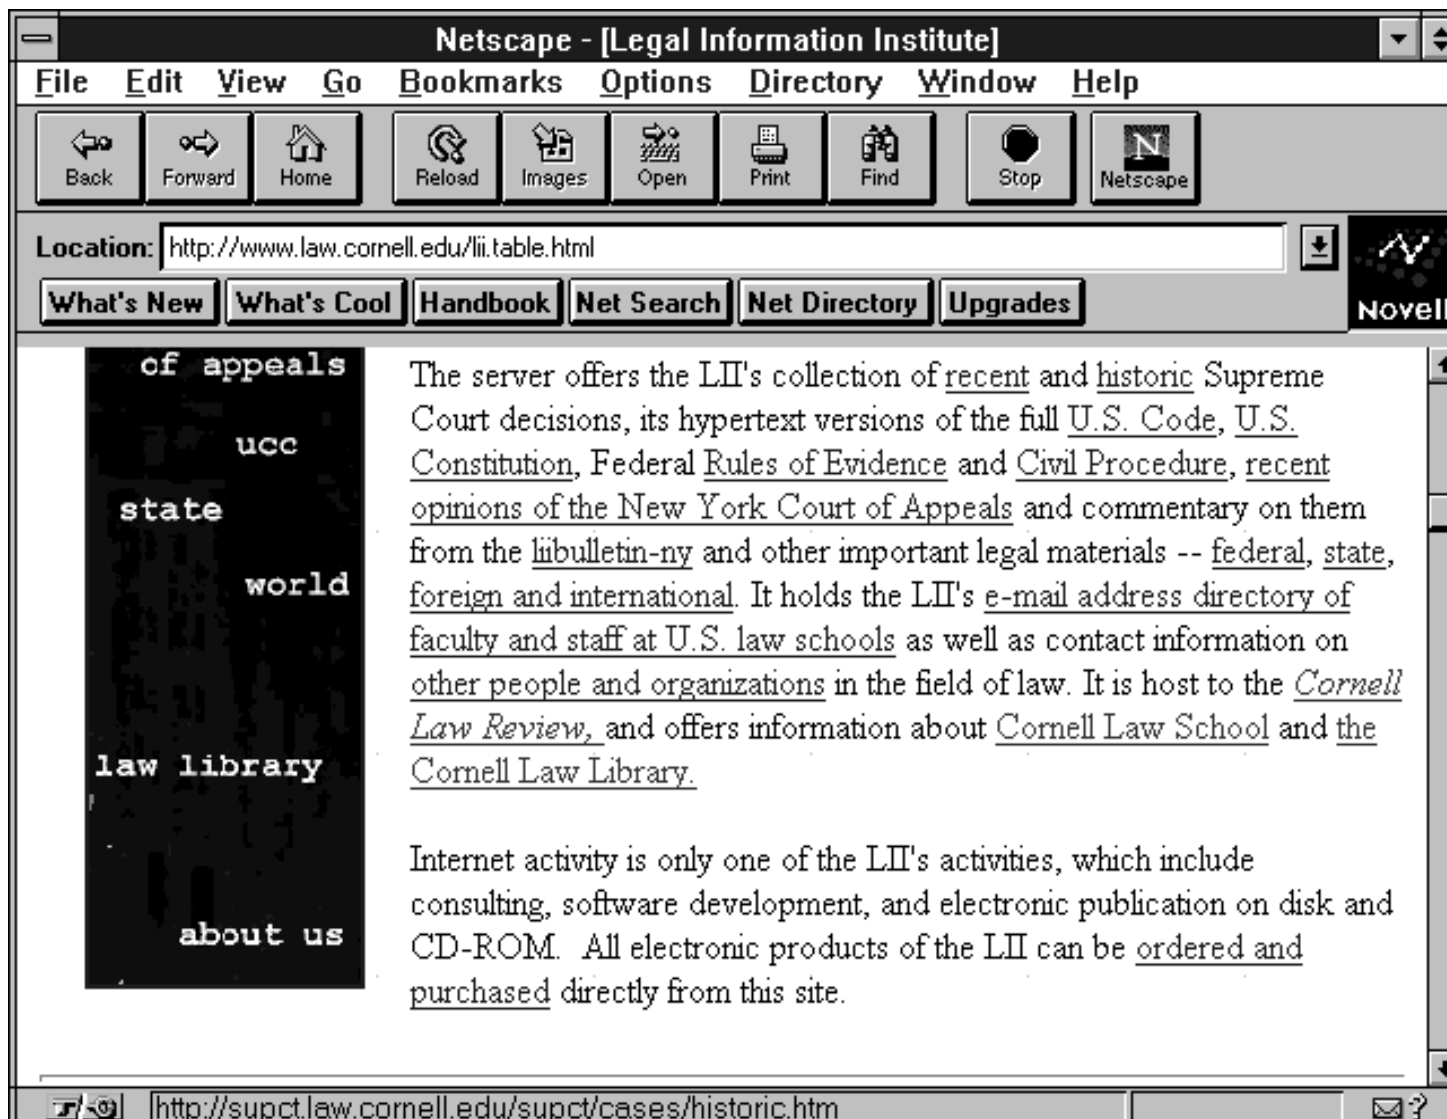 Netscape - [Legal Information Institute]
File Edit View Go Bookmarks Options Directory Window Help
Back Forward Home Reload Images Open Print Find Stop Netscape
N
Location: http://www.law.cornell.edu/lii.table.html
What's New What's Cool Handbook Net Search Net Directory Upgrades
Novell
of appeals
ucc
state
world
law library
about us
The server offers the LII's collection of recent and historic Supreme
Court decisions, its hypertext versions of the full U.S. Code, U.S.
Constitution, Federal Rules of Evidence and Civil Procedure, recent
opinions of the New York Court of Appeals and commentary on them
from the liibulletin-ny and other important legal materials -- federal, state,
foreign and international. It holds the LII's e-mail address directory of
faculty and staff at U.S. law schools as well as contact information on
other people and organizations in the field of law. It is host to the Cornell
Law Review, and offers information about Cornell Law School and the
Cornell Law Library.
Internet activity is only one of the LII's activities, which include
consulting, software development, and electronic publication on disk and
CD-ROM. All electronic products of the LII can be ordered and
purchased directly from this site.
http://supct.law.cornell.edu/supct/cases/historic.htm
?